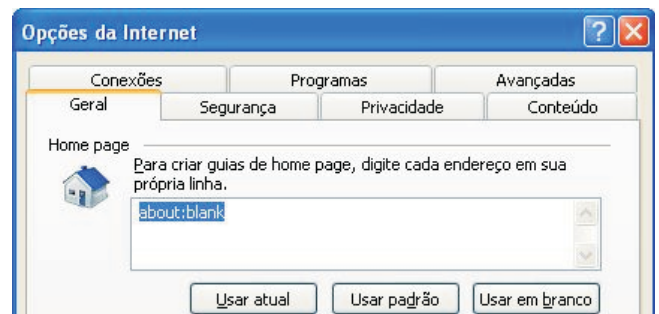 Opções da Internet
Conexões Programas Avançadas
Geral Segurança Privacidade Conteúdo
Home page
Para criar guias de home page, digite cada endereço em sua
própria linha.
about:blank
Usar atual Usar padrão Usar em branco